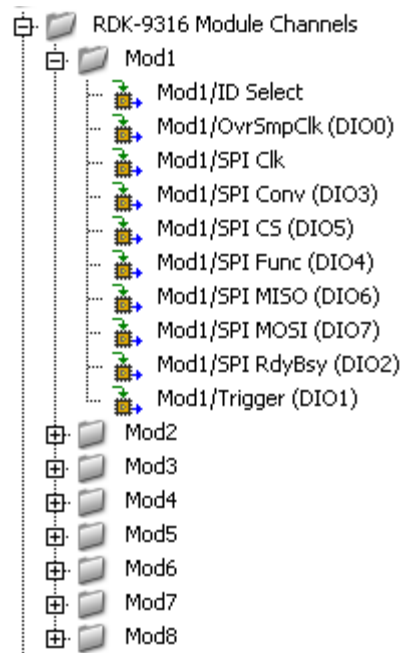 RDK-9316 Module Channels
Mod1
Mod1/ID Select
Mod1/OvrSmpClk (DIO0)
Mod1/SPI Clk
Mod1/SPI Conv (DIO3)
Mod1/SPI CS (DIO5)
Mod1/SPI Func (DIO4)
Mod1/SPI MISO (DIO6)
Mod1/SPI MOSI (DIO7)
Mod1/SPI RdyBsy (DIO2)
Mod1/Trigger (DIO1)
Mod2
Mod3
Mod4
Mod5
Mod6
Mod7
Mod8